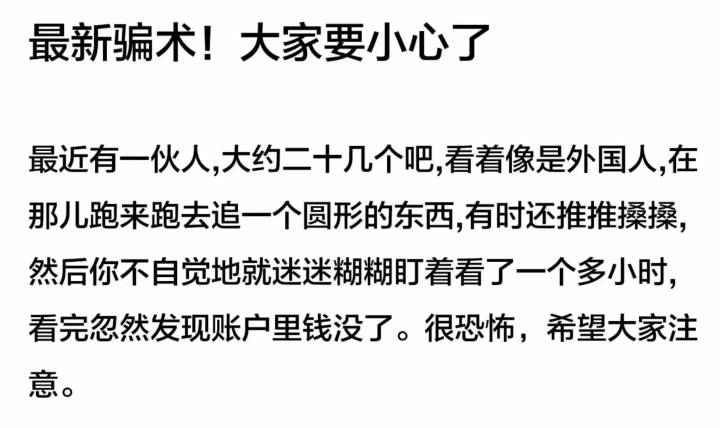 最新骗术！大家要小心了
最近有一伙人,大约二十几个吧,看着像是外国人,在
那儿跑来跑去追一个圆形的东西,有时还推推搡搡,
然后你不自觉地就迷迷糊糊盯着看了一个多小时,
看完忽然发现账户里钱没了。很恐怖，希望大家注
意。